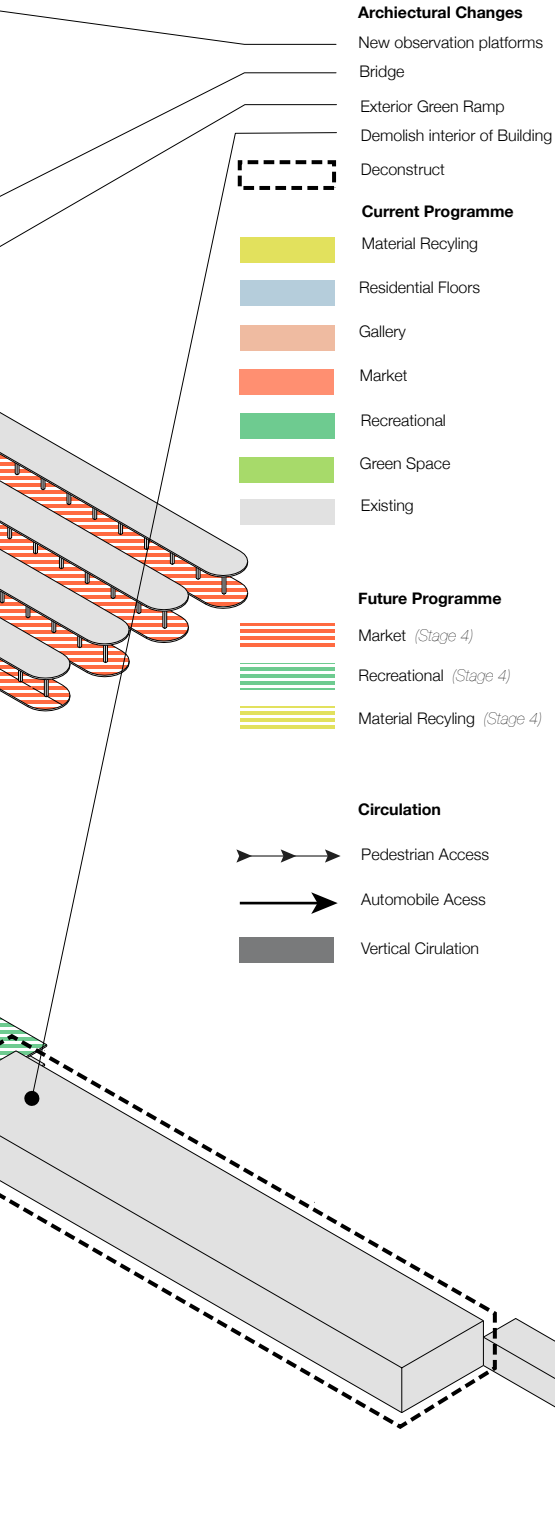 Archiectural Changes
New observation platforms
Bridge
Exterior Green Ramp
Demolish interior of Building
Deconstruct
Current Programme
Material Recyling
Residential Floors
Gallery
Market
Recreational
Green Space
Existing
Future Programme
Market (Stage 4)
Recreational (Stage 4)
Material Recyling (Stage 4)
Circulation
Pedestrian Access
Automobile Acess
Vertical Cirulation